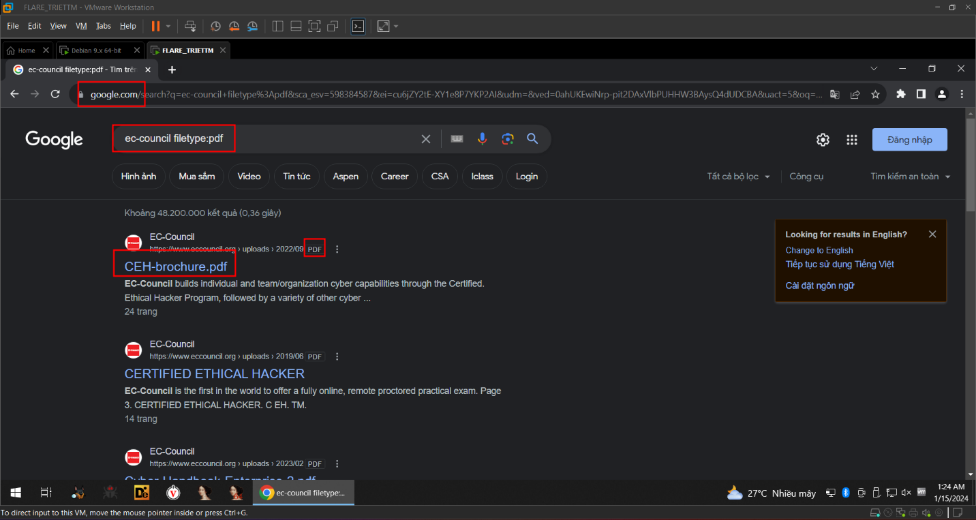 FLARE_TRIETTM - VMware Workstation
File Edit View VM Tabs Help
Home Debian 9.x 64-bit FLARE_TRIETTM
ec-council filetype:pdf - Tìm trên
google.com/search?q=ec-council+filetype%3Apdf&sca_esv=598384587&
Google
ec-council filetype:pdf
Đăng nhập
Hình ảnh Mua sắm Video Tin tức Aspen Career CSA Iclass Login
Tất cả bộ lọc Công cụ Tìm kiếm an toàn
Khoảng 48.200.000 kết quả (0,36 giây)
EC-Council
https://www.eccouncil.org › uploads › 2022/09 PDF
CEH-brochure.pdf
EC-Council builds individual and team/organization cyber capabilities through the Certified.
Ethical Hacker Program, followed by a variety of other cyber ...
24 trang
Looking for results in English?
Change to English
Tiếp tục sử dụng Tiếng Việt
Cài đặt ngôn ngữ
EC-Council
https://www.eccouncil.org › uploads › 2019/06 PDF
CERTIFIED ETHICAL HACKER
EC-Council is the first in the world to offer a fully online, remote proctored practical exam. Page
3. CERTIFIED ETHICAL HACKER. C EH. TM.
14 trang
EC-Council
https://www.eccouncil.org › uploads › 2023/02 PDF
Cyber Handbook Enterprise 2.pdf
ec-council filetype:...
27°C Nhiều mây
1:24 AM
1/15/2024
To direct input to this VM, move the mouse pointer inside or press Ctrl+G.